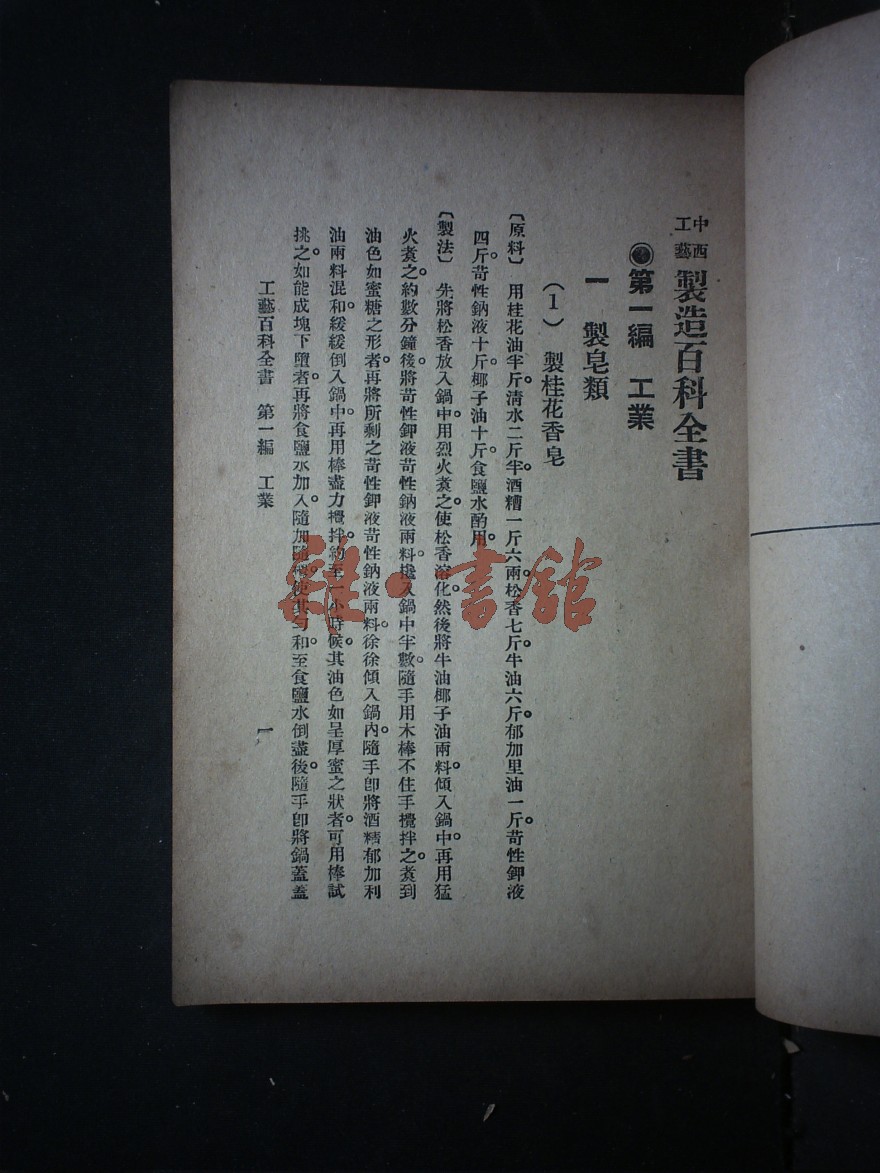 中西工藝 製造百科全書
第一編 工業
一 製皂類
（1） 製桂花香皂
〔原料〕 用桂花油半斤。清水二斤半。酒糟一斤六兩。松香七斤。牛油六斤。郁加里油一斤。苛性鉀液
四斤。苛性鈉液十斤。椰子油十斤。食鹽水酌用。
〔製法〕 先將松香放入鍋中。用烈火煮之。使松香溶化。然後將牛油椰子油兩料。傾入鍋中。再用猛
火煮之。約數分鐘後。將苛性鉀液苛性鈉液兩料。攙入鍋中半數。隨手用木棒不住手攪拌之。煮到
油色如蜜糖之形者。再將所剩之苛性鉀液苛性鈉液兩料。徐徐傾入鍋內。隨手卽將酒精郁加利
油兩料混和。緩緩倒入鍋中。再用棒盡力攪拌。約至一小時候。其油色如呈厚蜜之狀者。可用棒試
挑之。如能成塊下墮者。再將食鹽水加入。隨加隨攪。使其勻和。至食鹽水倒盡後。隨手卽將鍋蓋蓋
工藝百科全書 第一編 工業 一
雜·書館